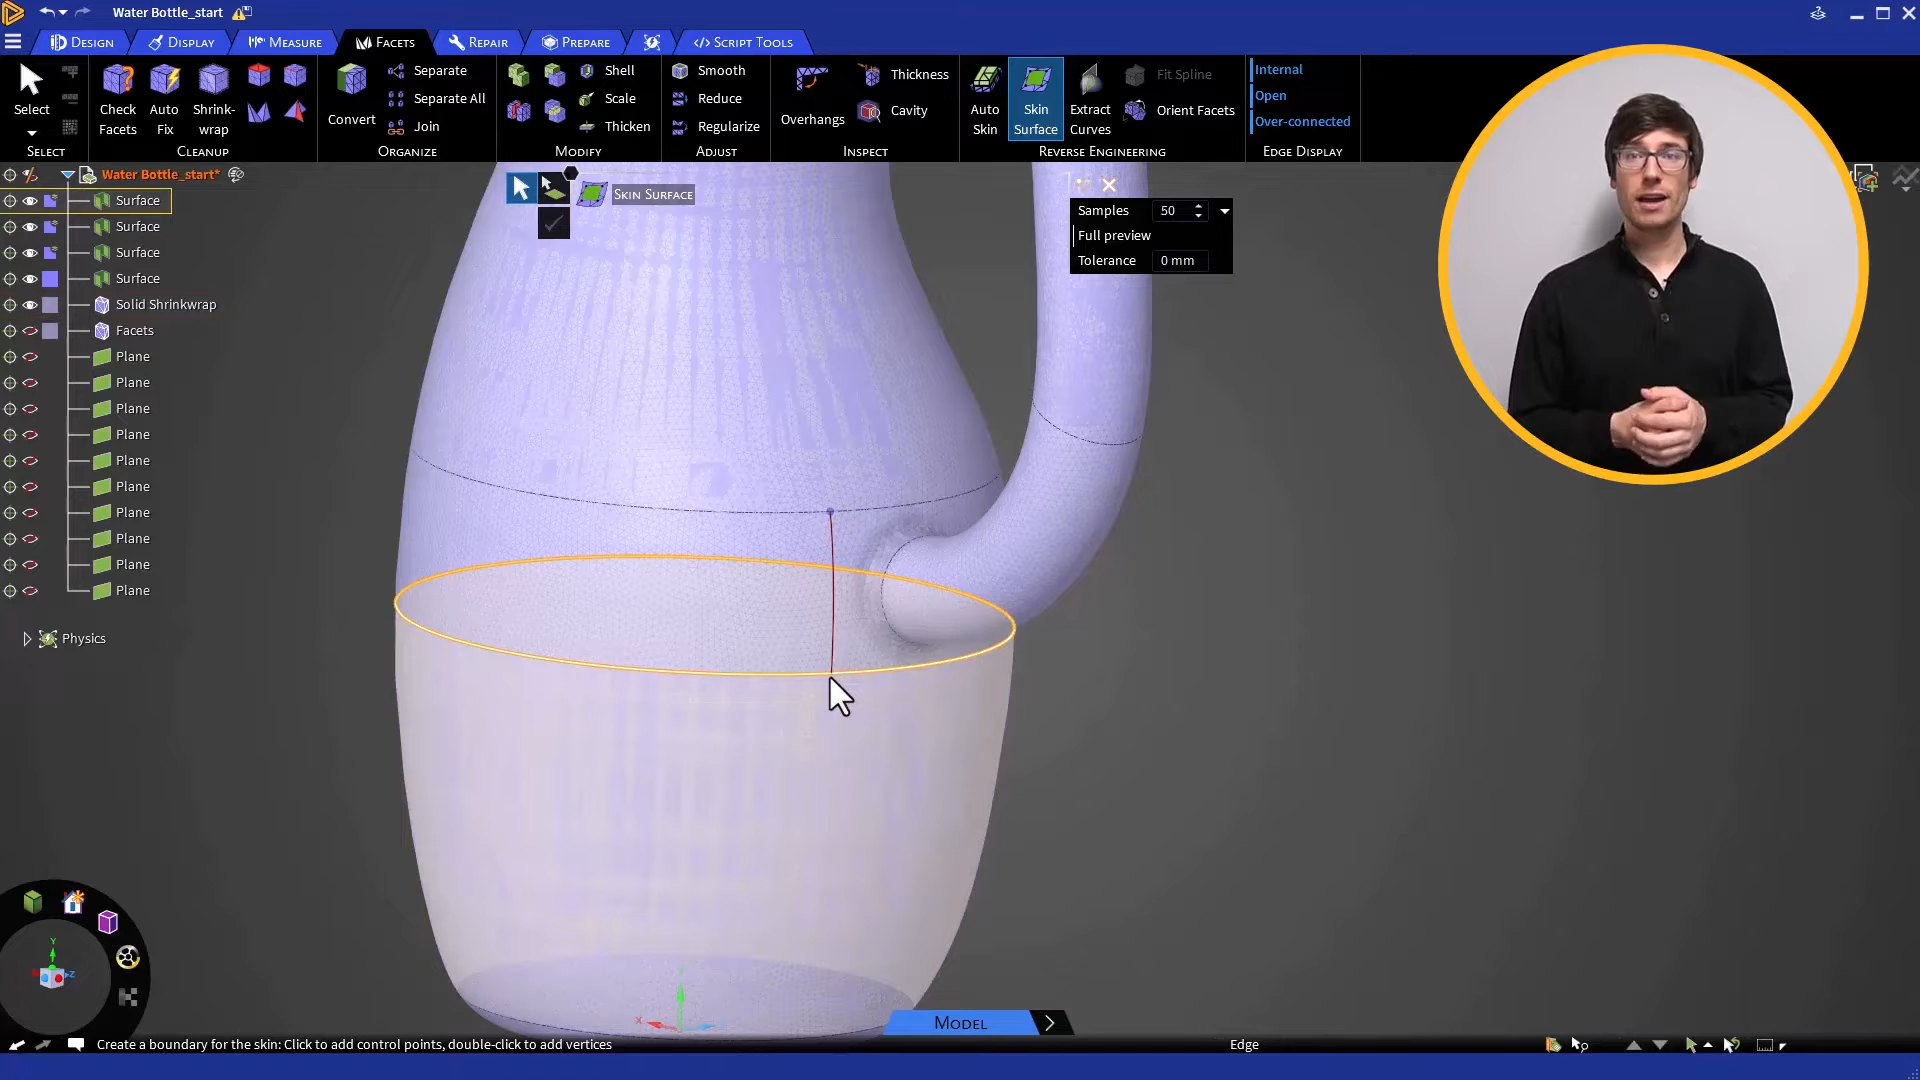 Water Bottle_start
DESIGN
DISPLAY
MEASURE
FACETS
REPAIR
PREPARE
SCRIPT TOOLS
Select
Check Facets
Auto Fix
Shrink-wrap
Convert
Separate
Separate All
Join
Shell
Scale
Thicken
Smooth
Reduce
Regularize
Overhangs
Thickness
Cavity
Auto Skin
Skin Surface
Extract Curves
Fit Spline
Orient Facets
Internal
Open
Over-connected
SELECT
CLEANUP
ORGANIZE
MODIFY
ADJUST
INSPECT
REVERSE ENGINEERING
EDGE DISPLAY
Water Bottle_start*
Surface
Surface
Surface
Surface
Solid Shrinkwrap
Facets
Plane
Plane
Plane
Plane
Plane
Plane
Plane
Plane
Plane
Plane
Physics
SKIN SURFACE
Samples 50
Full preview
Tolerance 0 mm
Y
Z
X
MODEL
Create a boundary for the skin: Click to add control points, double-click to add vertices
Edge